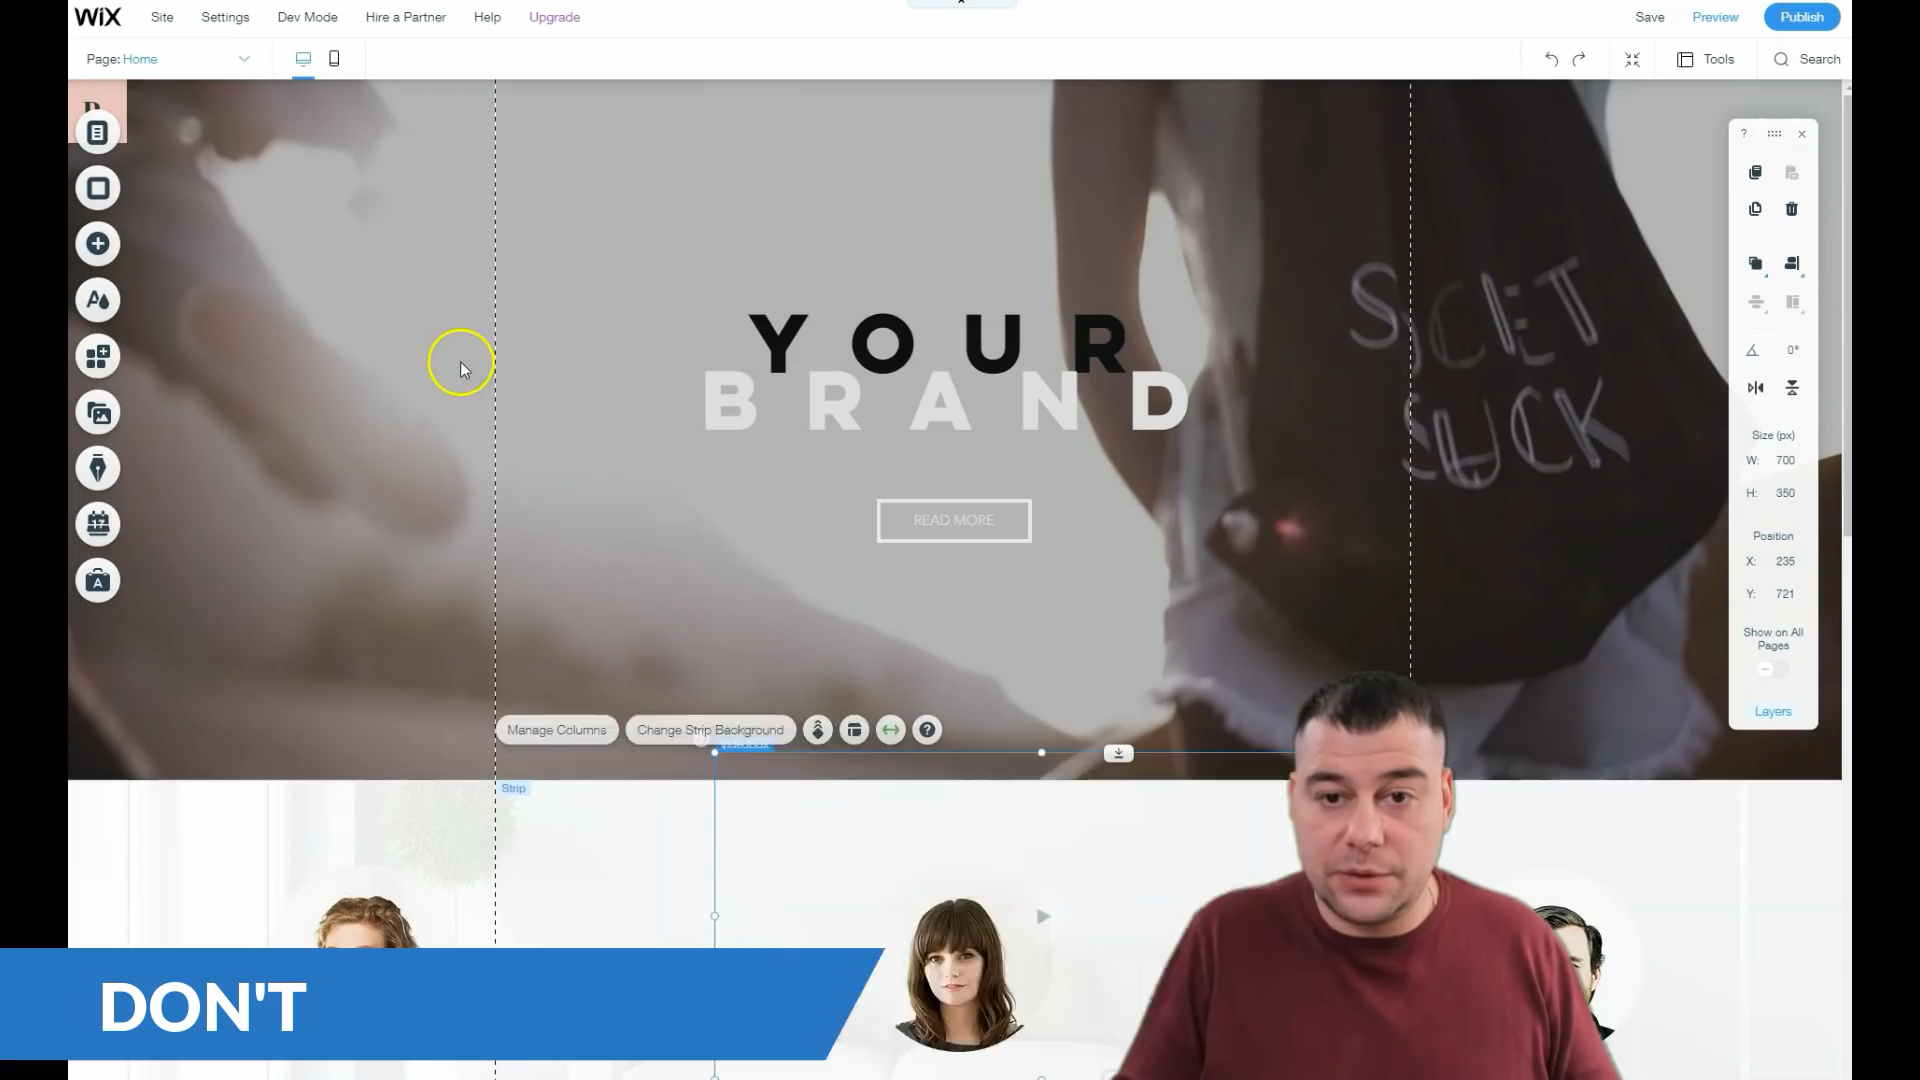 WiX Site Settings Dev Mode Hire a Partner Help Upgrade Save Preview Publish
Page: Home Tools Search
YOUR
BRAND
READ MORE
Size (px)
W: 700
H: 350
Position
X: 235
Y: 721
Show on All
Pages
Layers
Manage Columns Change Strip Background
VideoBox
Strip
DON'T